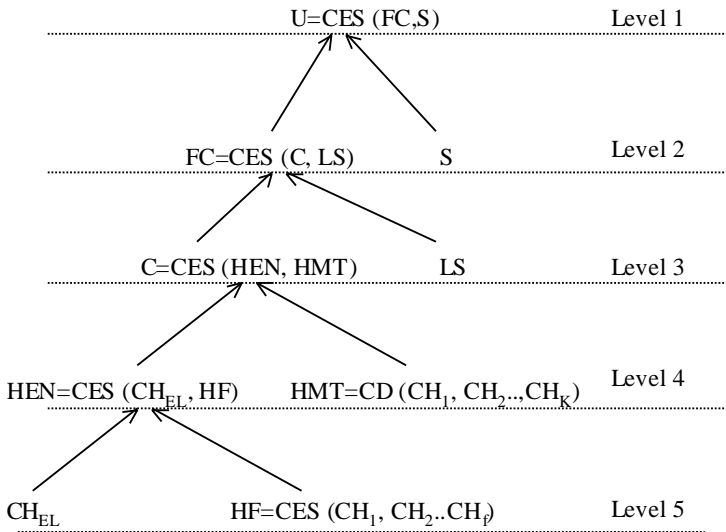 U=CES (FC,S) Level 1
FC=CES (C, LS) S Level 2
C=CES (HEN, HMT) LS Level 3
HEN=CES (CH_EL, HF) HMT=CD (CH_1, CH_2..,CH_K) Level 4
CH_EL HF=CES (CH_1, CH_2..CH_f) Level 5